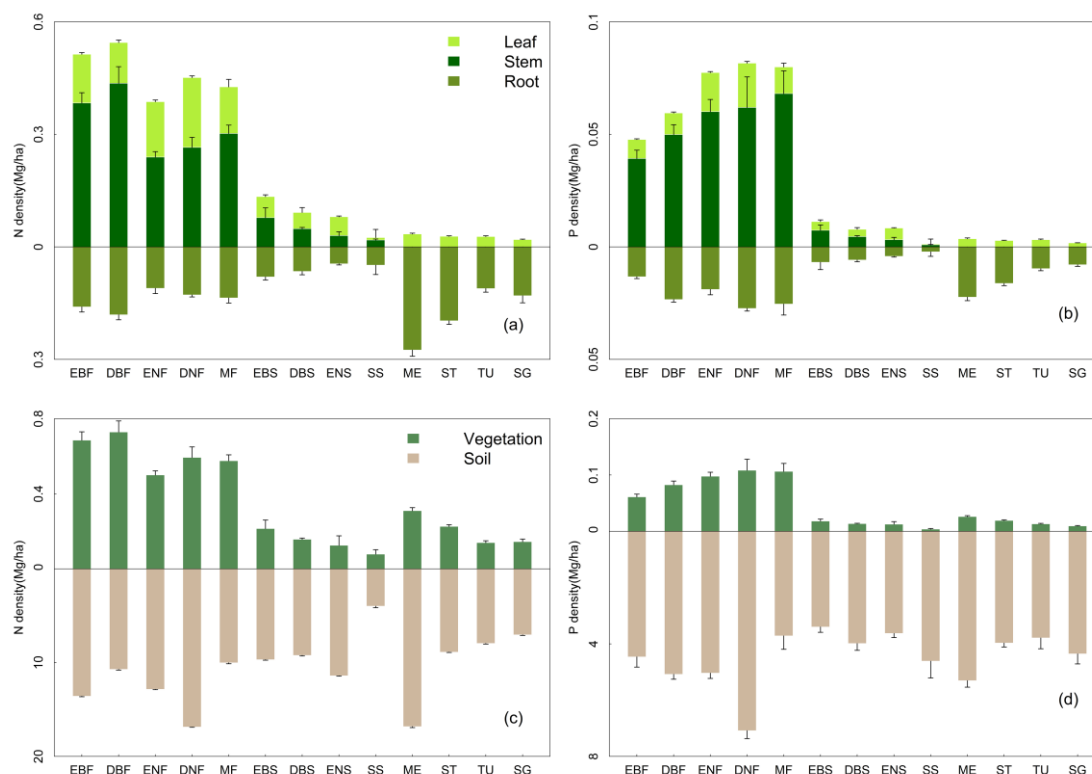 0.6
0.3
0
0.3
N density(Mg/ha)
Leaf
Stem
Root
(a)
EBF DBF ENF DNF MF EBS DBS ENS SS ME ST TU SG
0.1
0.05
0
0.05
P density(Mg/ha)
(b)
EBF DBF ENF DNF MF EBS DBS ENS SS ME ST TU SG
0.8
0.4
0
10
20
N density(Mg/ha)
Vegetation
Soil
(c)
EBF DBF ENF DNF MF EBS DBS ENS SS ME ST TU SG
0.2
0.1
0
4
8
P density(Mg/ha)
(d)
EBF DBF ENF DNF MF EBS DBS ENS SS ME ST TU SG